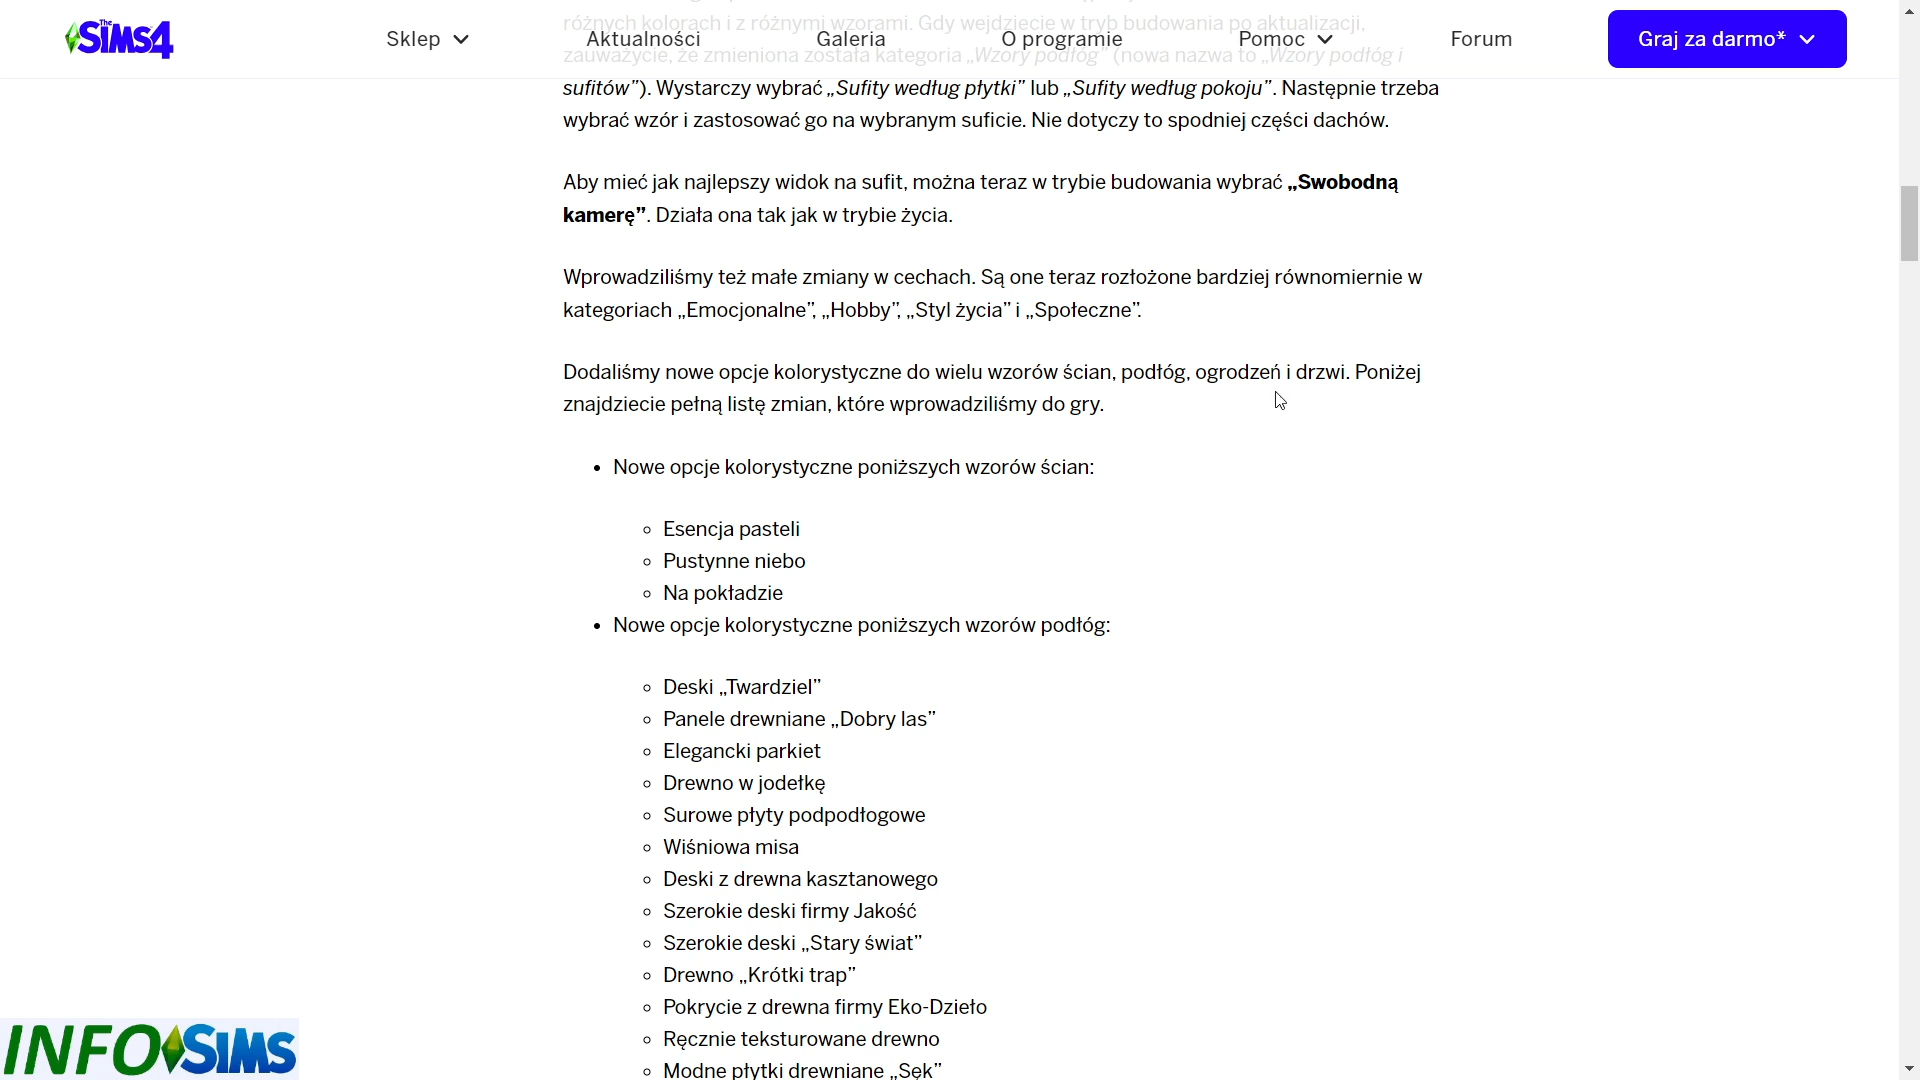 różnych kolorach i z różnymi wzorami. Gdy wejdziecie w tryb budowania po aktualizacji,
The Sims 4
Sklep
Aktualności
Galeria
O programie
Pomoc
Forum
Graj za darmo*
zauważycie, że zmieniona została kategoria „Wzory podłóg” (nowa nazwa to „Wzory podłóg i
sufitów”). Wystarczy wybrać „Sufity według płytki” lub „Sufity według pokoju”. Następnie trzeba
wybrać wzór i zastosować go na wybranym suficie. Nie dotyczy to spodniej części dachów.
Aby mieć jak najlepszy widok na sufit, można teraz w trybie budowania wybrać „Swobodną
kamerę”. Działa ona tak jak w trybie życia.
Wprowadziliśmy też małe zmiany w cechach. Są one teraz rozłożone bardziej równomiernie w
kategoriach „Emocjonalne”, „Hobby”, „Styl życia” i „Społeczne”.
Dodaliśmy nowe opcje kolorystyczne do wielu wzorów ścian, podłóg, ogrodzeń i drzwi. Poniżej
znajdziecie pełną listę zmian, które wprowadziliśmy do gry.
Nowe opcje kolorystyczne poniższych wzorów ścian:
Esencja pasteli
Pustynne niebo
Na pokładzie
Nowe opcje kolorystyczne poniższych wzorów podłóg:
Deski „Twardziel”
Panele drewniane „Dobry las”
Elegancki parkiet
Drewno w jodełkę
Surowe płyty podpodłogowe
Wiśniowa misa
Deski z drewna kasztanowego
Szerokie deski firmy Jakość
Szerokie deski „Stary świat”
Drewno „Krótki trap”
Pokrycie z drewna firmy Eko-Dzieło
Ręcznie teksturowane drewno
Modne płytki drewniane „Sęk”
INFO SIMS